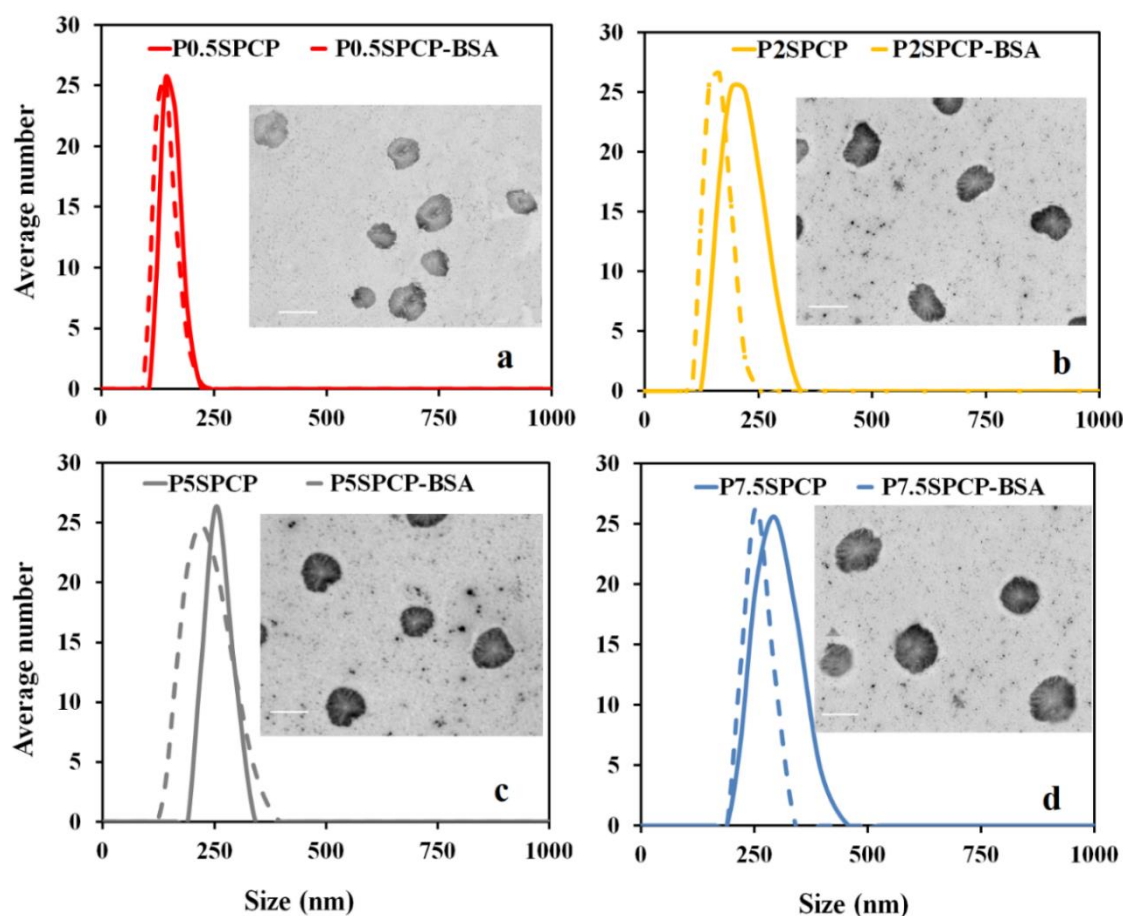 30
25
20
15
10
5
0
Average number
P0.5SPCP P0.5SPCP-BSA
a
0 250 500 750 1000
30
25
20
15
10
5
0
P2SPCP P2SPCP-BSA
b
0 250 500 750 1000
30
25
20
15
10
5
0
Average number
P5SPCP P5SPCP-BSA
c
0 250 500 750 1000
Size (nm)
30
25
20
15
10
5
0
P7.5SPCP P7.5SPCP-BSA
d
0 250 500 750 1000
Size (nm)